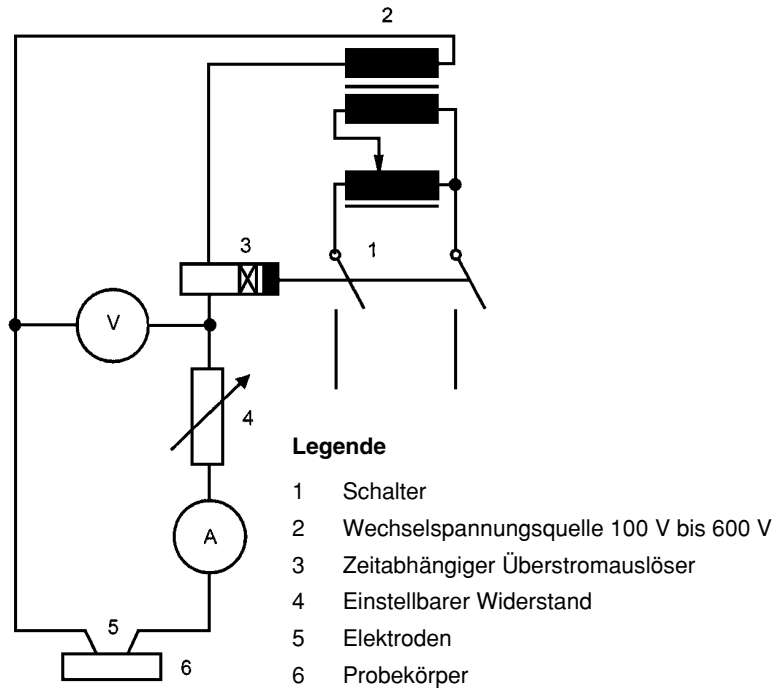 2
3
1
V
4
A
5
6
Legende
1 Schalter
2 Wechselspannungsquelle 100 V bis 600 V
3 Zeitabhängiger Überstromauslöser
4 Einstellbarer Widerstand
5 Elektroden
6 Probekörper